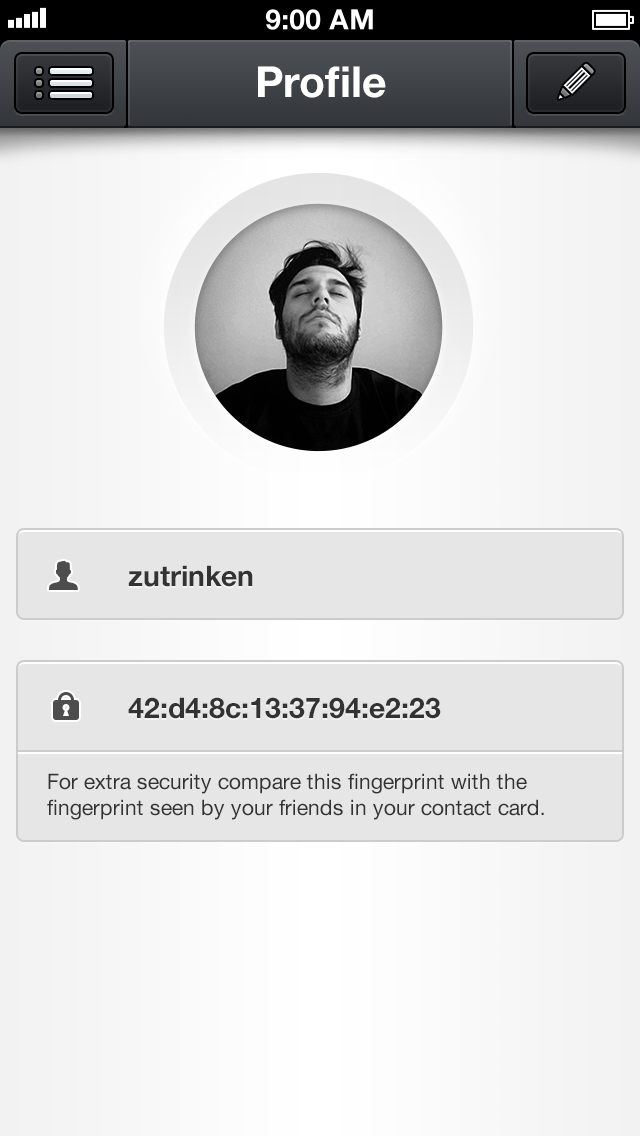 9:00 AM
Profile
zutrinken
42:d4:8c:13:37:94:e2:23
For extra security compare this fingerprint with the
fingerprint seen by your friends in your contact card.